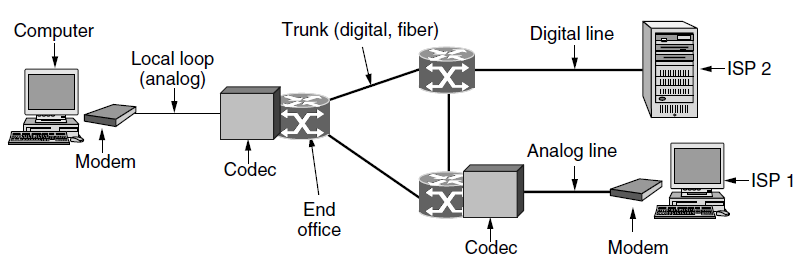 Computer
Local loop
(analog)
Trunk (digital, fiber)
Digital line
ISP 2
Modem
Codec
End
office
Analog line
ISP 1
Codec
Modem